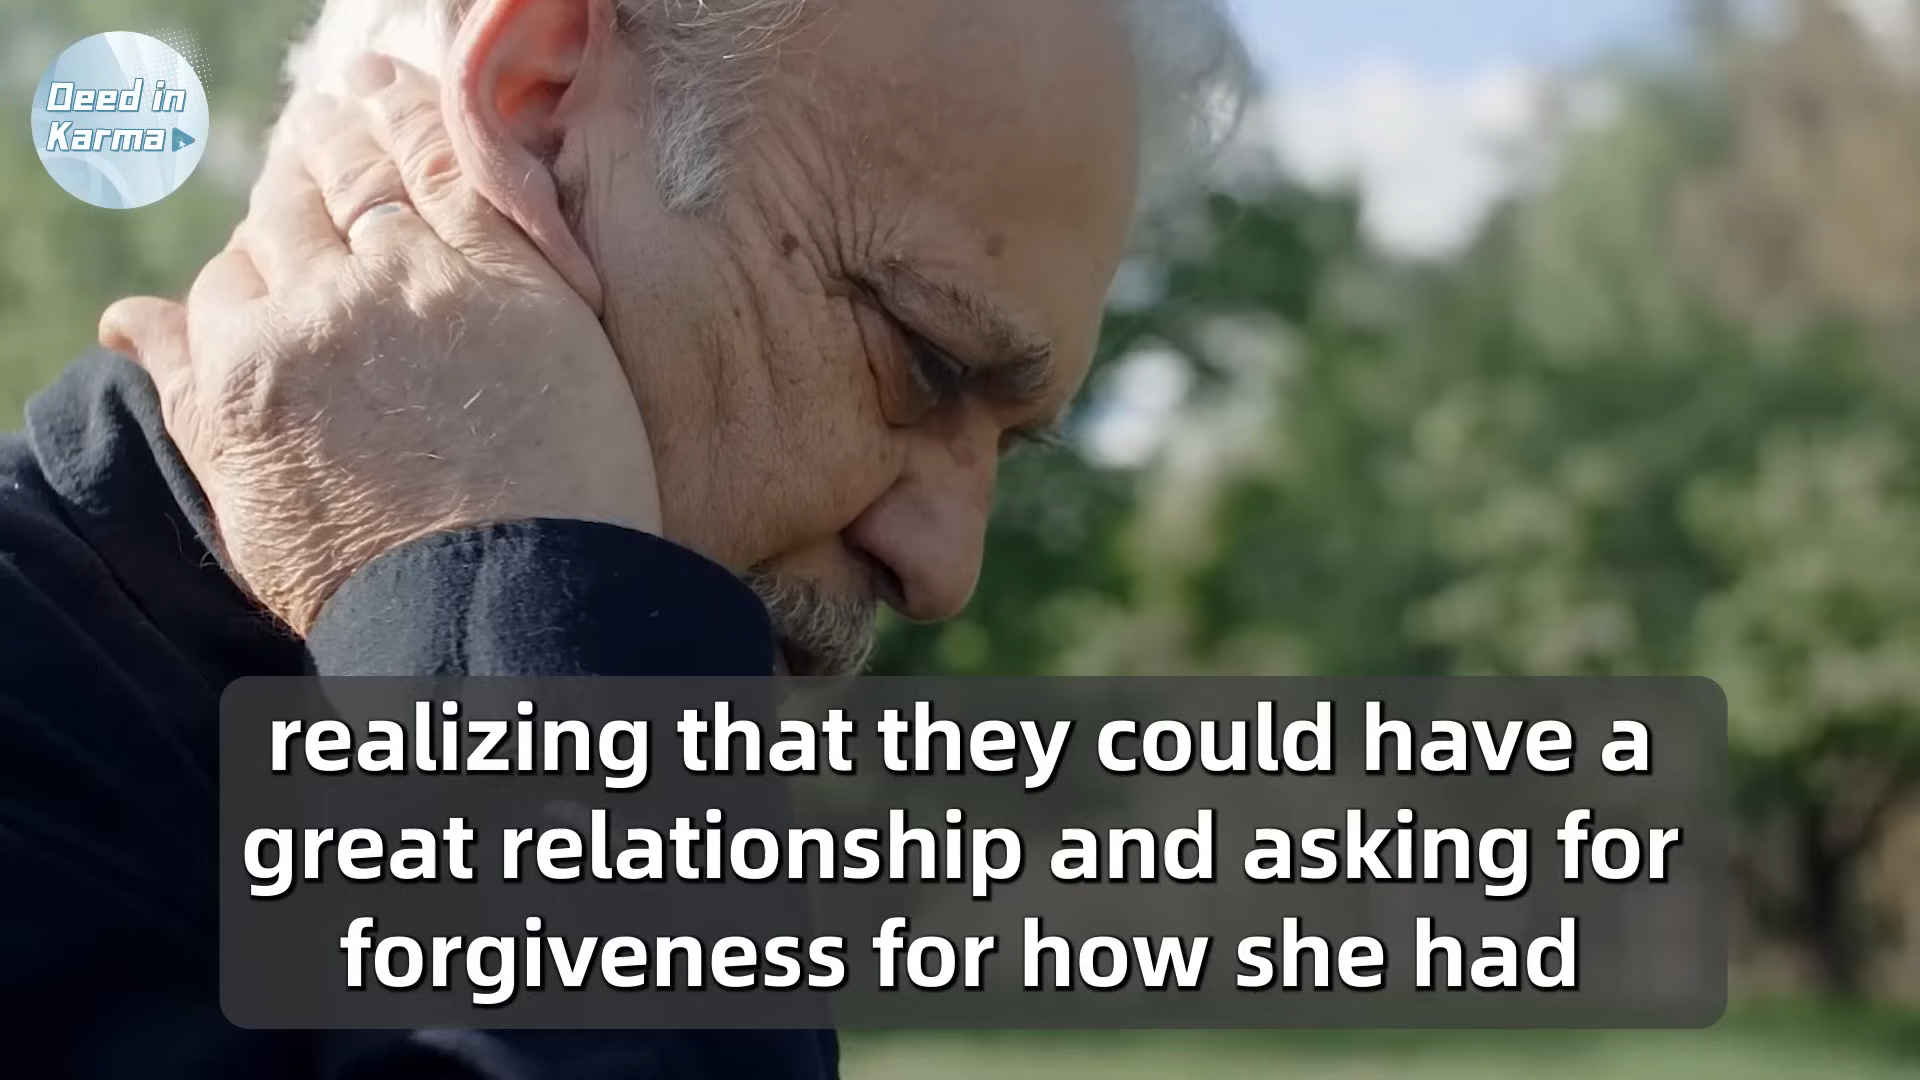 Deed in
Karma
realizing that they could have a
great relationship and asking for
forgiveness for how she had